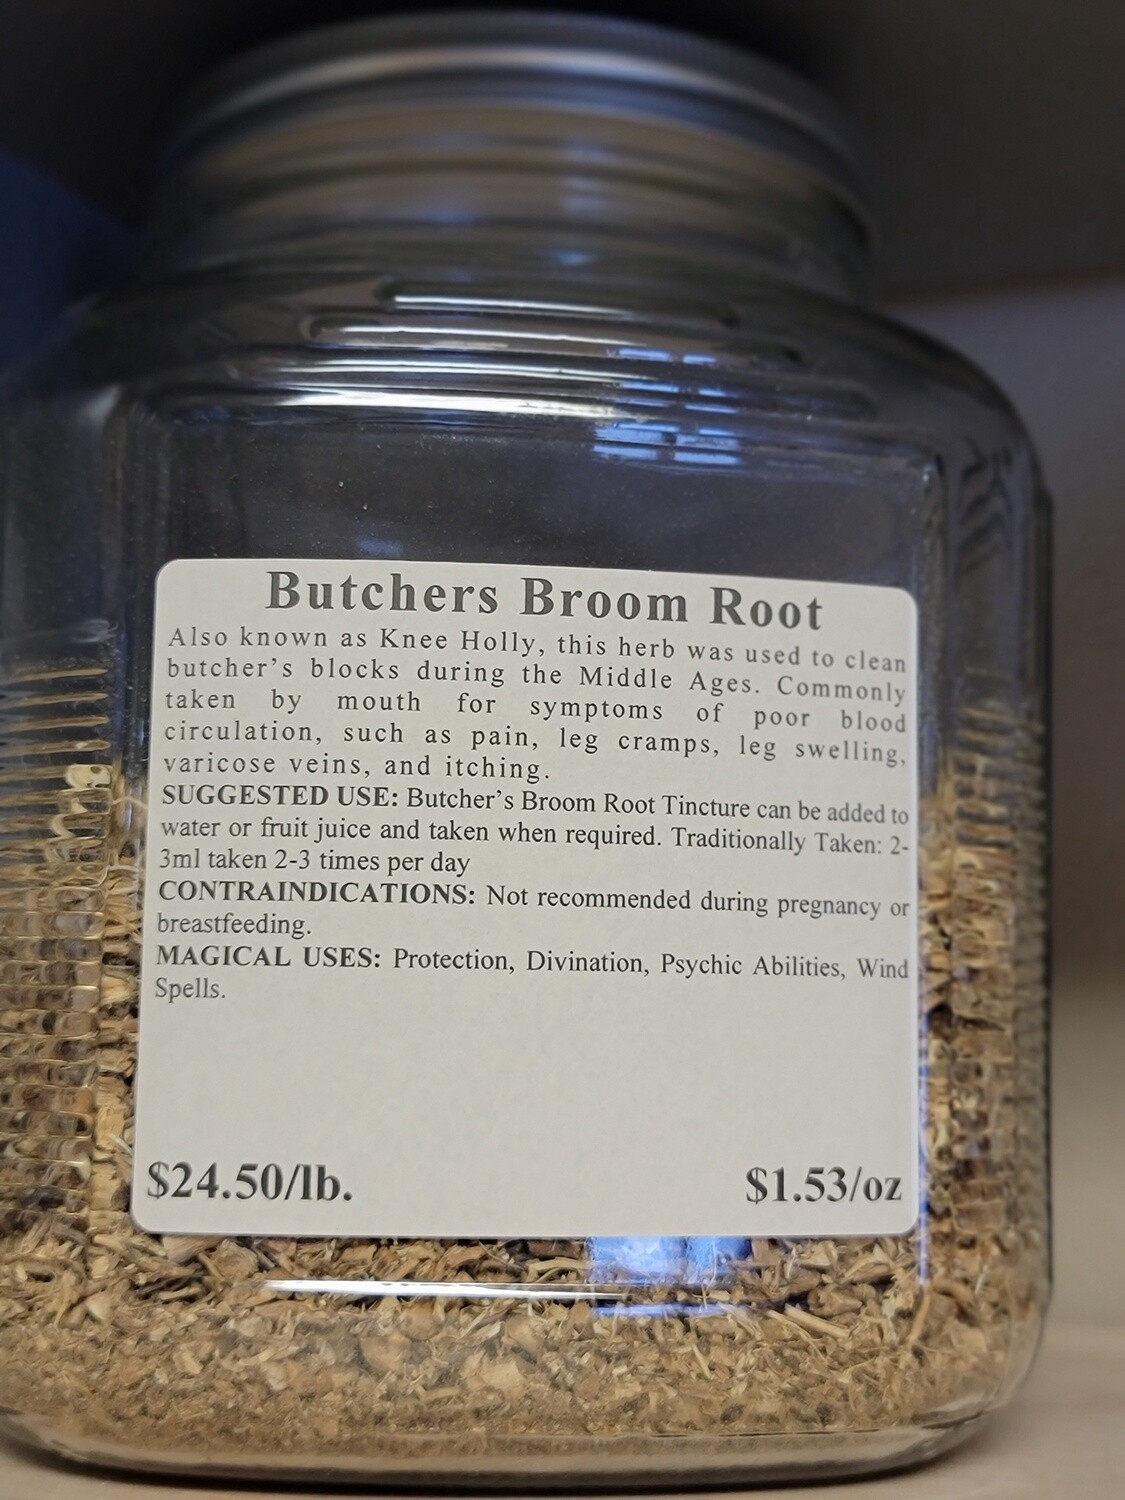 Butchers Broom Root
Also known as Knee Holly, this herb was used to clean
butcher's blocks during the Middle Ages. Commonly
taken by mouth for symptoms of poor blood
circulation, such as pain, leg cramps, leg swelling,
varicose veins, and itching.
SUGGESTED USE: Butcher's Broom Root Tincture can be added to
water or fruit juice and taken when required. Traditionally Taken: 2-
3ml taken 2-3 times per day
CONTRAINDICATIONS: Not recommended during pregnancy or
breastfeeding.
MAGICAL USES: Protection, Divination, Psychic Abilities, Wind
Spells.
$24.50/lb. $1.53/oz